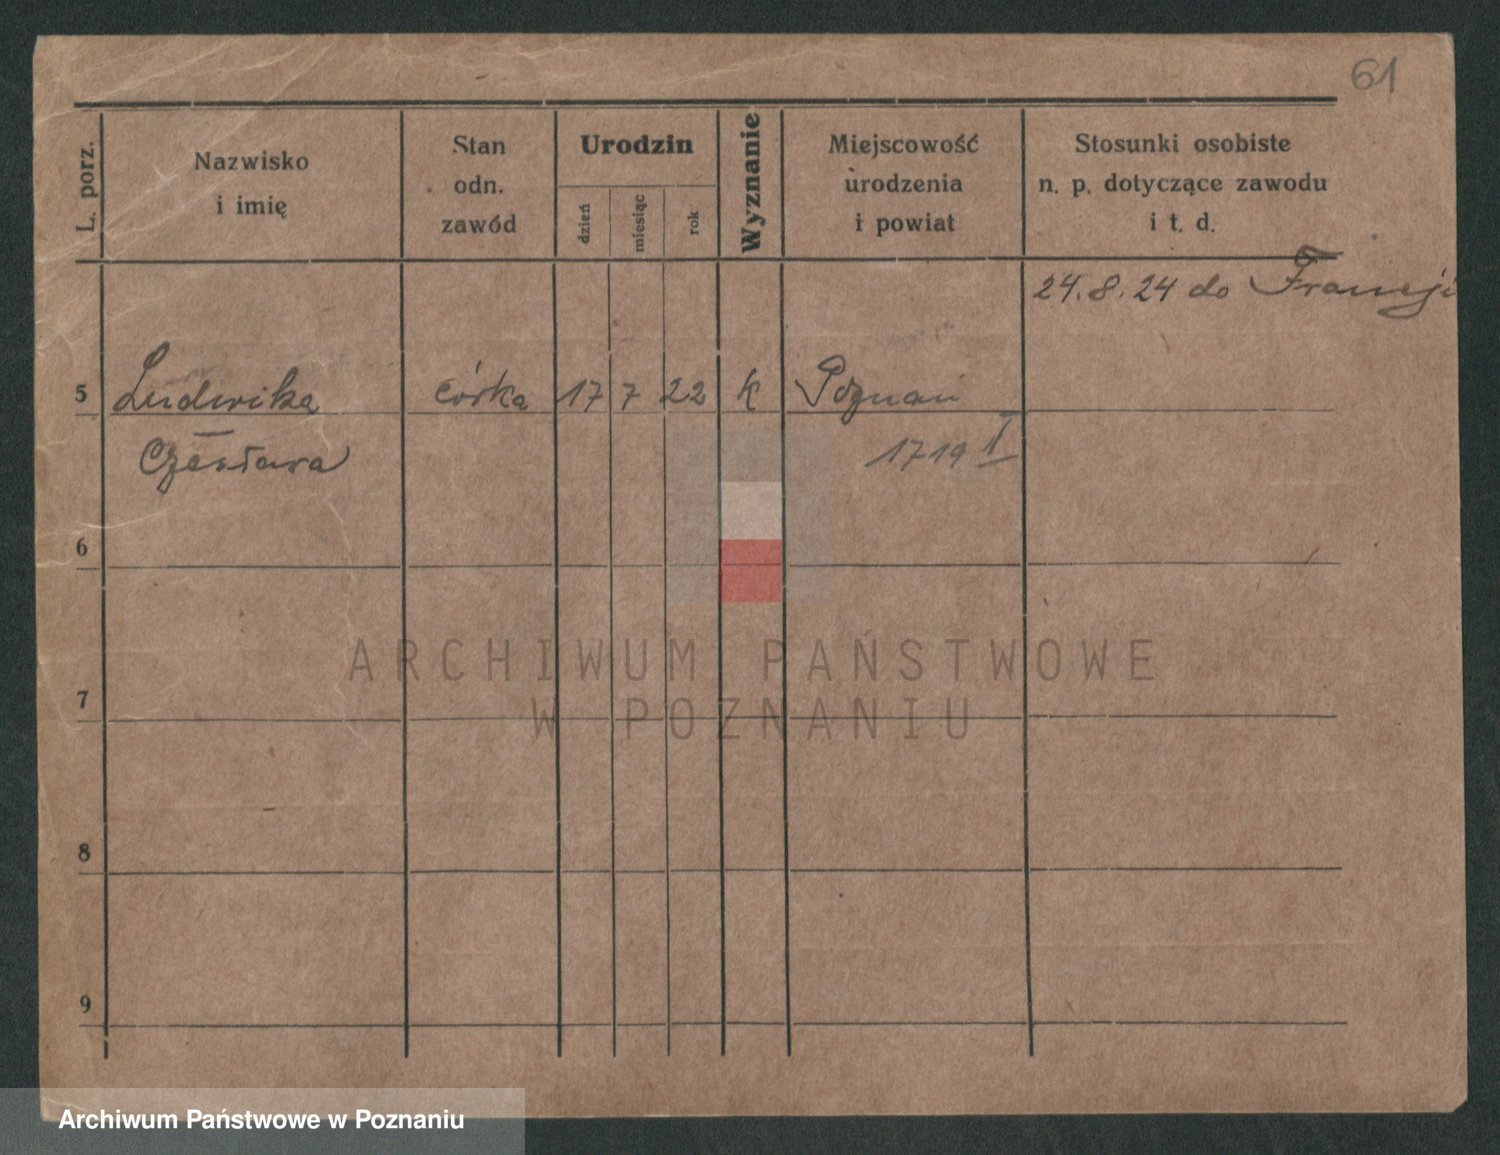 61
L. porz.
Nazwisko
i imię
Stan
odn.
zawód
Urodzin
dzień
miesiąc
rok
Wyznanie
Miejscowość
urodzenia
i powiat
Stosunki osobiste
n. p. dotyczące zawodu
i t. d.
24.8.24 do Francji
5 Ludwika córka 17 7 22 k Poznań
Czesława 1719 II
6
ARCHIWUM PAŃSTWOWE
7
W POZNANIU
8
9
Archiwum Państwowe w Poznaniu